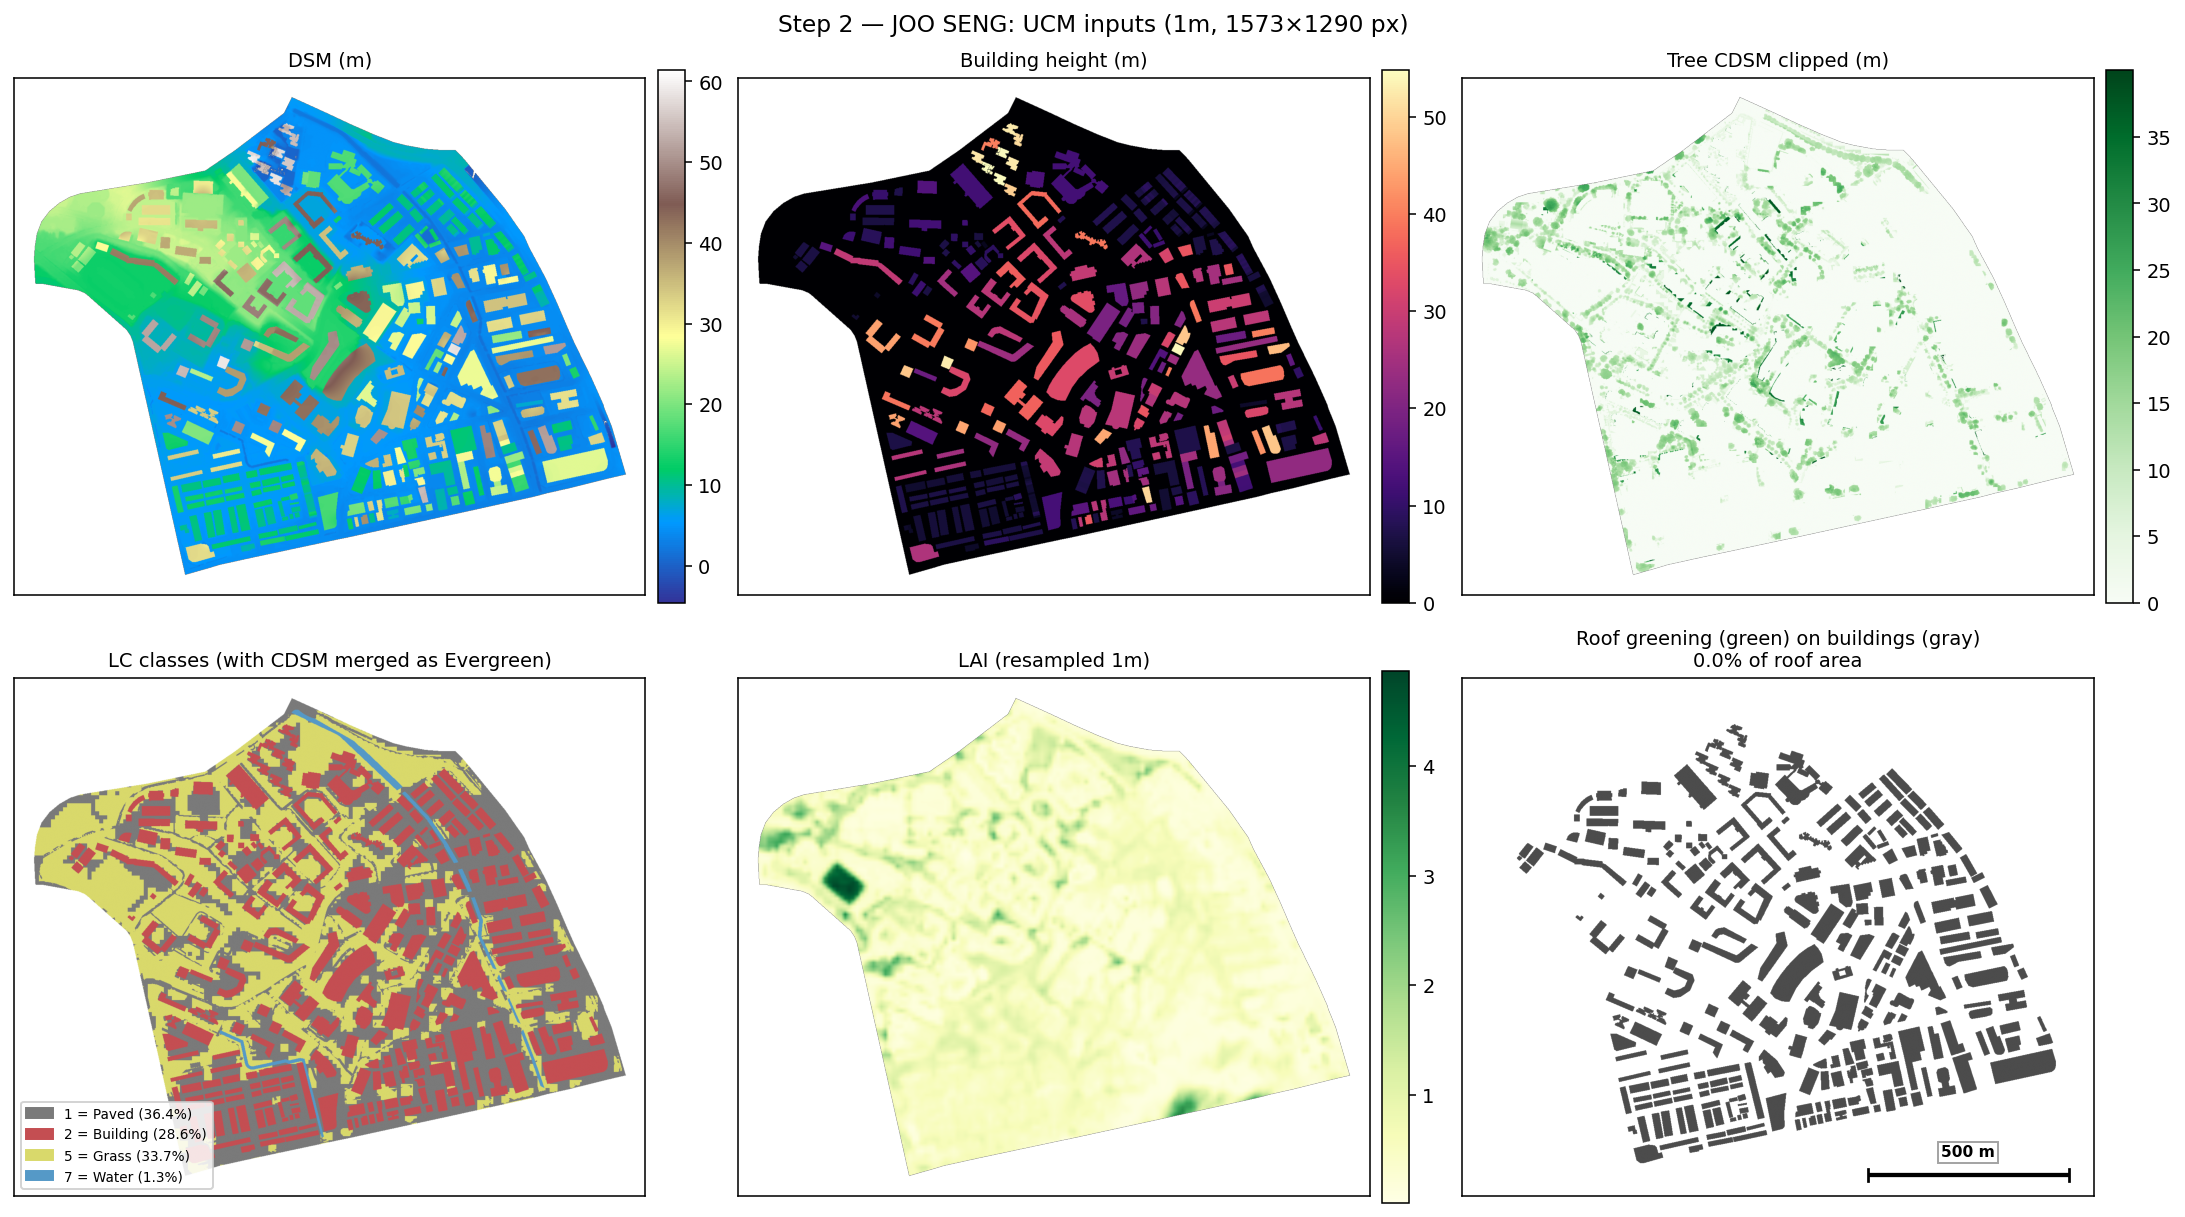 Step 2 — JOO SENG: UCM inputs (1m, 1573×1290 px)
DSM (m)
60
50
40
30
20
10
0
Building height (m)
50
40
30
20
10
0
Tree CDSM clipped (m)
35
30
25
20
15
10
5
0
LC classes (with CDSM merged as Evergreen)
1 = Paved (36.4%)
2 = Building (28.6%)
5 = Grass (33.7%)
7 = Water (1.3%)
LAI (resampled 1m)
4
3
2
1
Roof greening (green) on buildings (gray)
0.0% of roof area
500 m